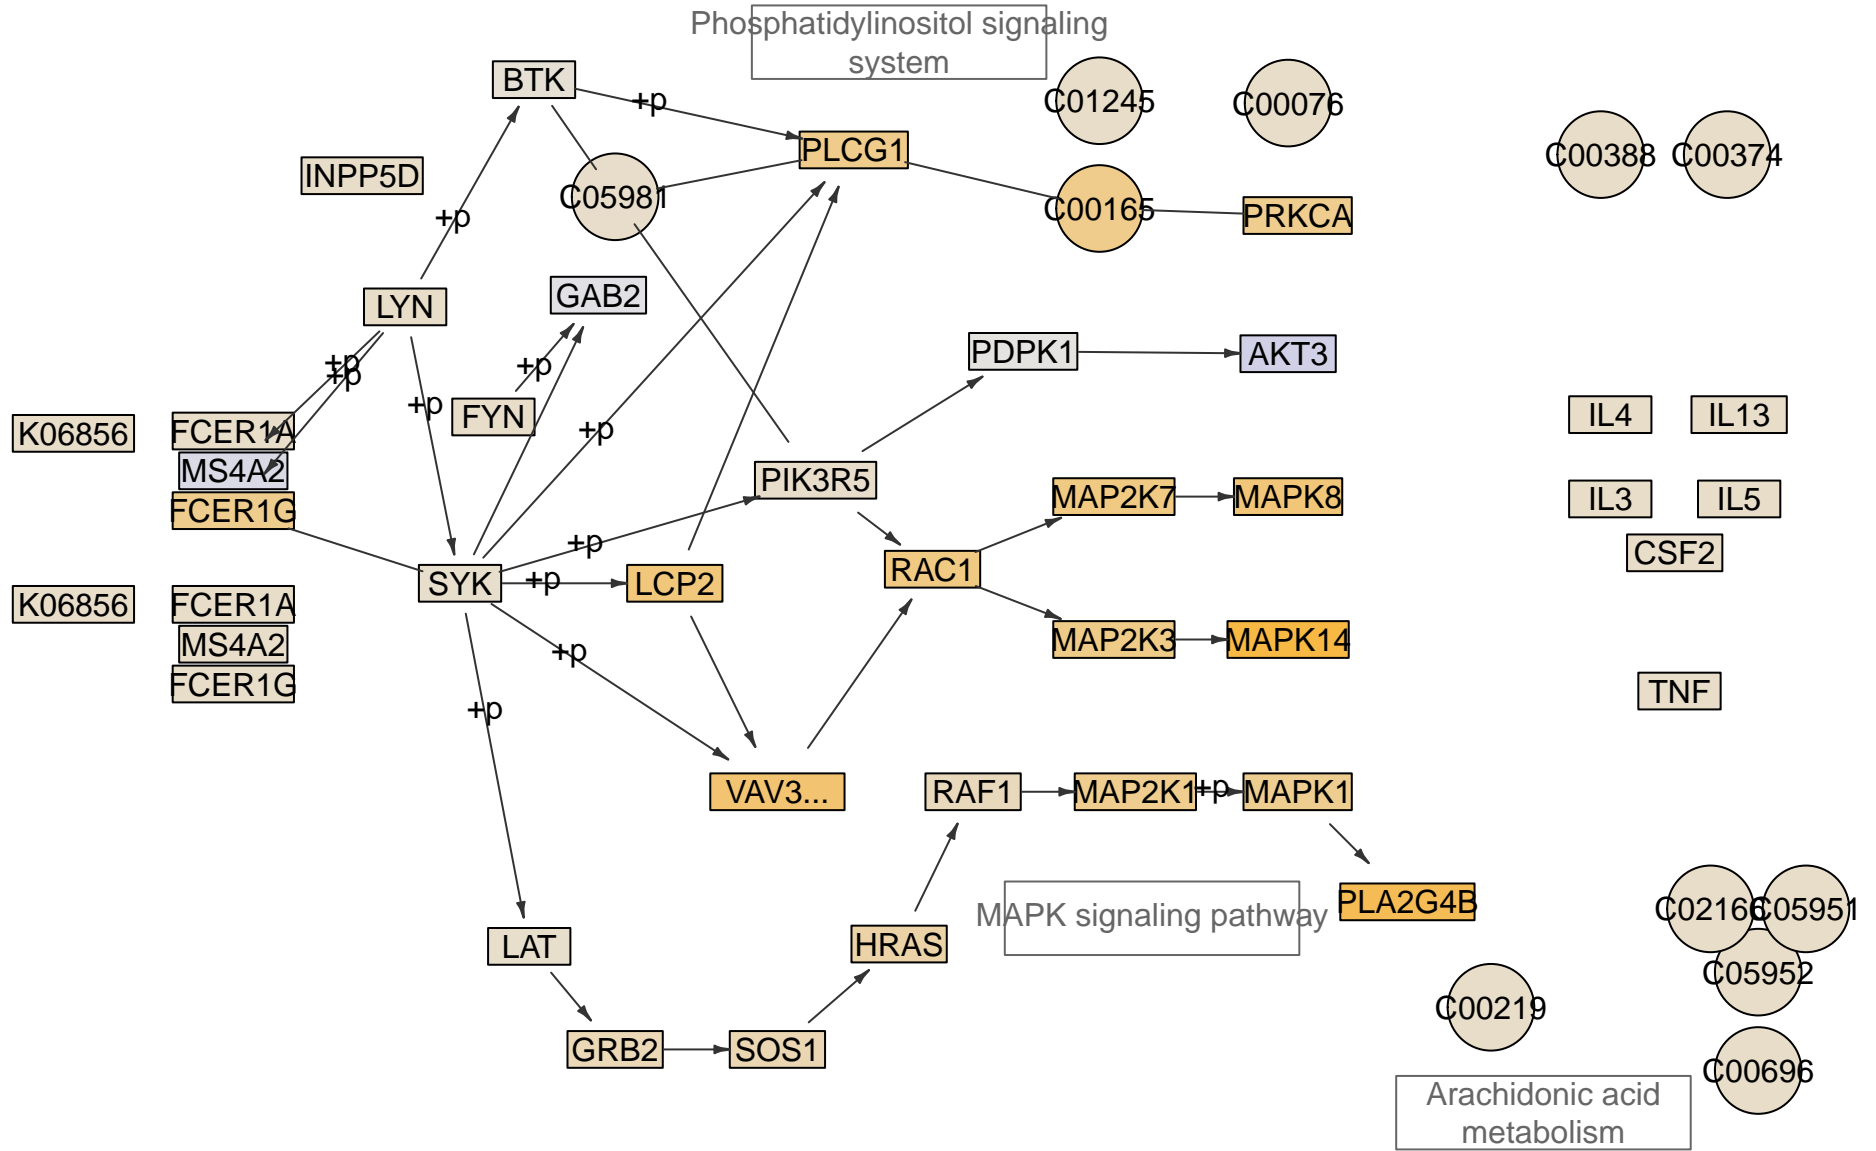 Phosphatidylinositol signaling
system
BTK
+p
C01245
C00076
PLCG1
C00388
C00374
INPP5D
C05981
+p
C00165
PRKCA
LYN
GAB2
+p
+p
+p
PDPK1
AKT3
+p
FYN
K06856
FCER1A
MS4A2
FCER1G
+p
IL4
IL13
PIK3R5
MAP2K7
MAPK8
IL3
IL5
+p
CSF2
SYK
+p
LCP2
RAC1
K06856
FCER1A
MS4A2
FCER1G
+p
MAP2K3
MAPK14
+p
TNF
VAV3...
RAF1
MAP2K1
+p
MAPK1
PLA2G4B
MAPK signaling pathway
C02166
C05951
LAT
HRAS
C05952
C00219
GRB2
SOS1
C00696
Arachidonic acid
metabolism